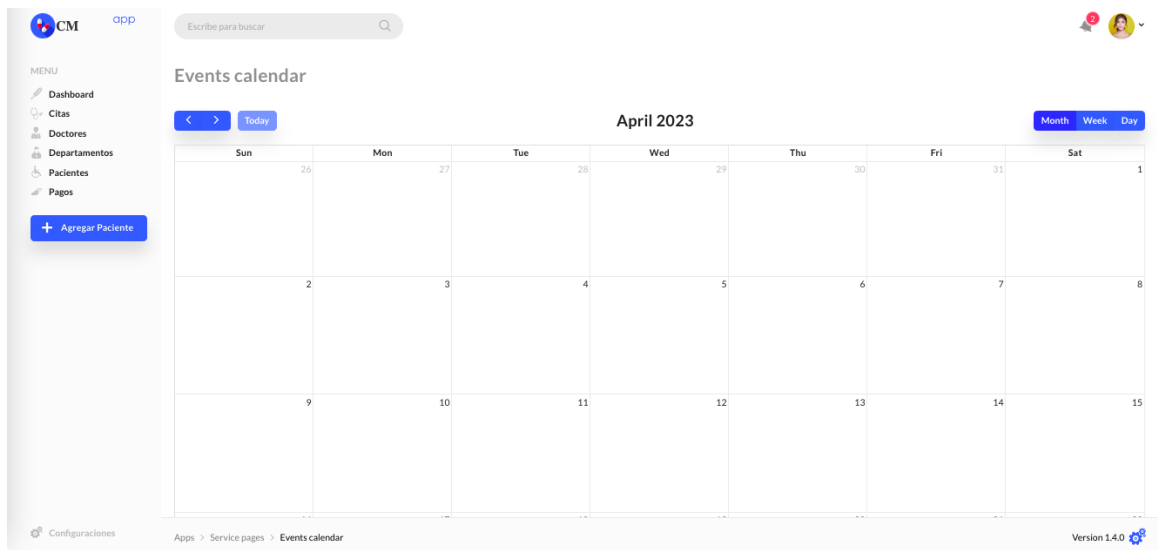 CM app
Escribe para buscar
2
MENU
Dashboard
Citas
Doctores
Departamentos
Pacientes
Pagos
Agregar Paciente
Configuraciones
Events calendar
Today
April 2023
Month Week Day
Sun Mon Tue Wed Thu Fri Sat
26 27 28 29 30 31 1
2 3 4 5 6 7 8
9 10 11 12 13 14 15
Apps > Service pages > Events calendar
Version 1.4.0